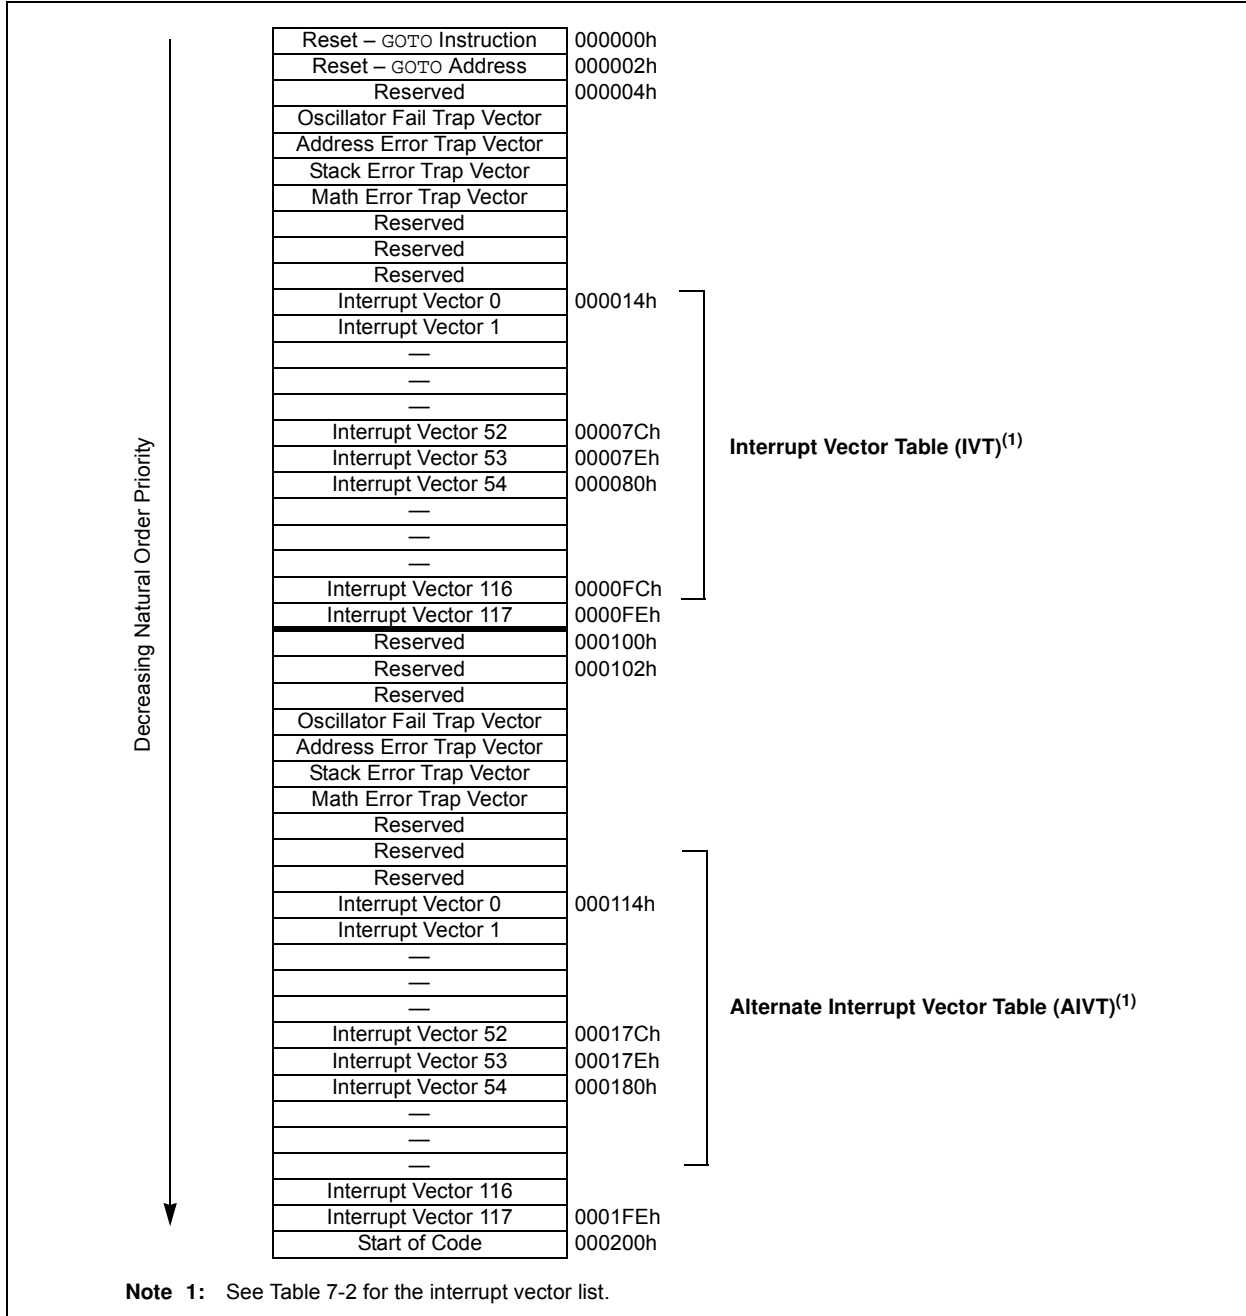 Reset – GOTO Instruction 000000h
Reset – GOTO Address 000002h
Reserved 000004h
Oscillator Fail Trap Vector
Address Error Trap Vector
Stack Error Trap Vector
Math Error Trap Vector
Reserved
Reserved
Reserved
Interrupt Vector 0 000014h
Interrupt Vector 1
—
—
—
Interrupt Vector 52 00007Ch
Interrupt Vector 53 00007Eh
Interrupt Vector 54 000080h
—
—
—
Interrupt Vector 116 0000FCh
Interrupt Vector 117 0000FEh
Interrupt Vector Table (IVT)(1)
Decreasing Natural Order Priority
Reserved 000100h
Reserved 000102h
Reserved
Oscillator Fail Trap Vector
Address Error Trap Vector
Stack Error Trap Vector
Math Error Trap Vector
Reserved
Reserved
Reserved
Interrupt Vector 0 000114h
Interrupt Vector 1
—
—
—
Interrupt Vector 52 00017Ch
Interrupt Vector 53 00017Eh
Interrupt Vector 54 000180h
—
—
—
Interrupt Vector 116
Interrupt Vector 117 0001FEh
Start of Code 000200h
Alternate Interrupt Vector Table (AIVT)(1)
Note 1: See Table 7-2 for the interrupt vector list.